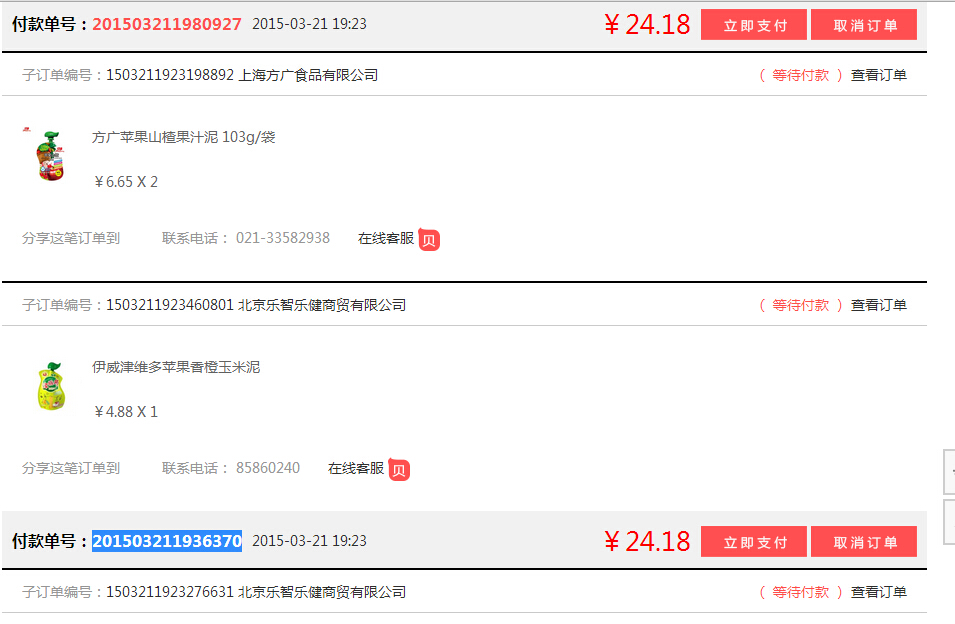 付款单号：201503211980927 2015-03-21 19:23 ￥24.18 立即支付 取消订单
子订单编号：1503211923198892 上海方广食品有限公司 （ 等待付款 ） 查看订单
方广苹果山楂果汁泥 103g/袋
￥6.65 X 2
分享这笔订单到 联系电话： 021-33582938 在线客服 贝
子订单编号：1503211923460801 北京乐智乐健商贸有限公司 （ 等待付款 ） 查看订单
伊威津维多苹果香橙玉米泥
￥4.88 X 1
分享这笔订单到 联系电话： 85860240 在线客服 贝
付款单号：201503211936370 2015-03-21 19:23 ￥24.18 立即支付 取消订单
子订单编号：1503211923276631 北京乐智乐健商贸有限公司 （ 等待付款 ） 查看订单